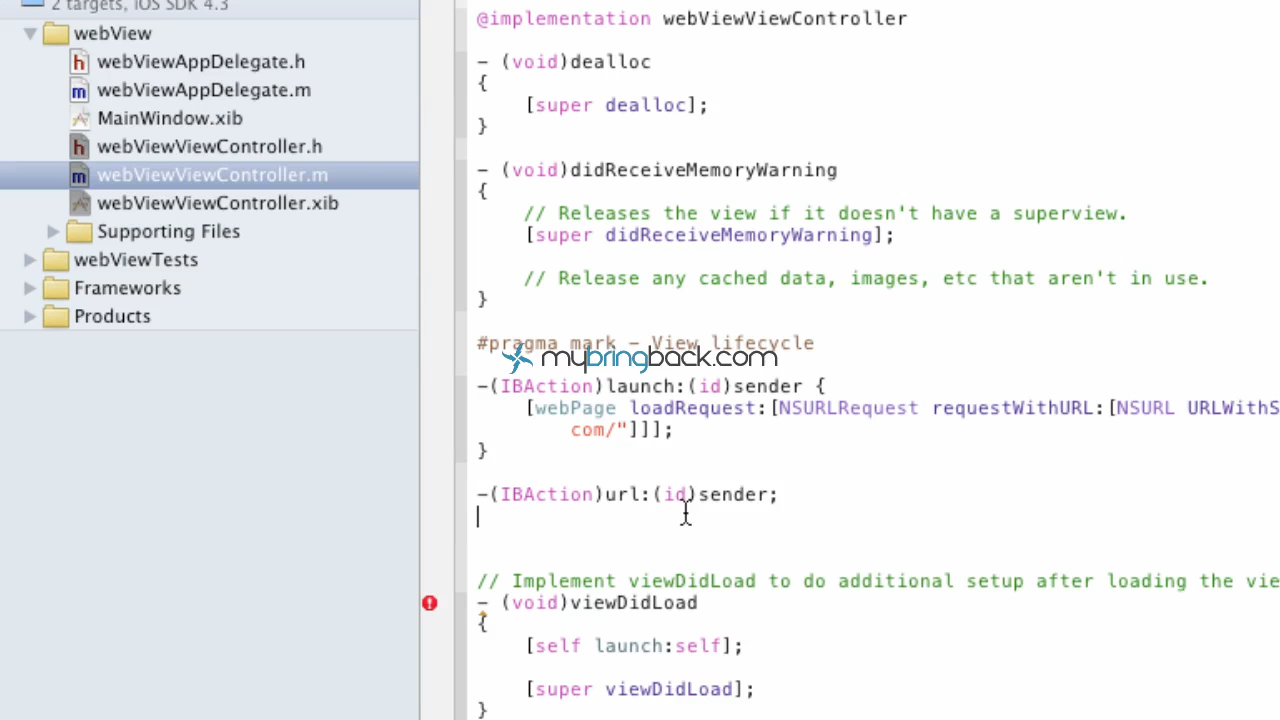 2 targets, iOS SDK 4.3
webView
webViewAppDelegate.h
webViewAppDelegate.m
MainWindow.xib
webViewViewController.h
webViewViewController.m
webViewViewController.xib
Supporting Files
webViewTests
Frameworks
Products
@implementation webViewViewController
- (void)dealloc
{
[super dealloc];
}
- (void)didReceiveMemoryWarning
{
// Releases the view if it doesn't have a superview.
[super didReceiveMemoryWarning];
// Release any cached data, images, etc that aren't in use.
}
#pragma mark - View lifecycle
mybringback.com
-(IBAction)launch:(id)sender {
[webPage loadRequest:[NSURLRequest requestWithURL:[NSURL URLWithS
com/"]]];
}
-(IBAction)url:(id)sender;
// Implement viewDidLoad to do additional setup after loading the vie
- (void)viewDidLoad
{
[self launch:self];
[super viewDidLoad];
}